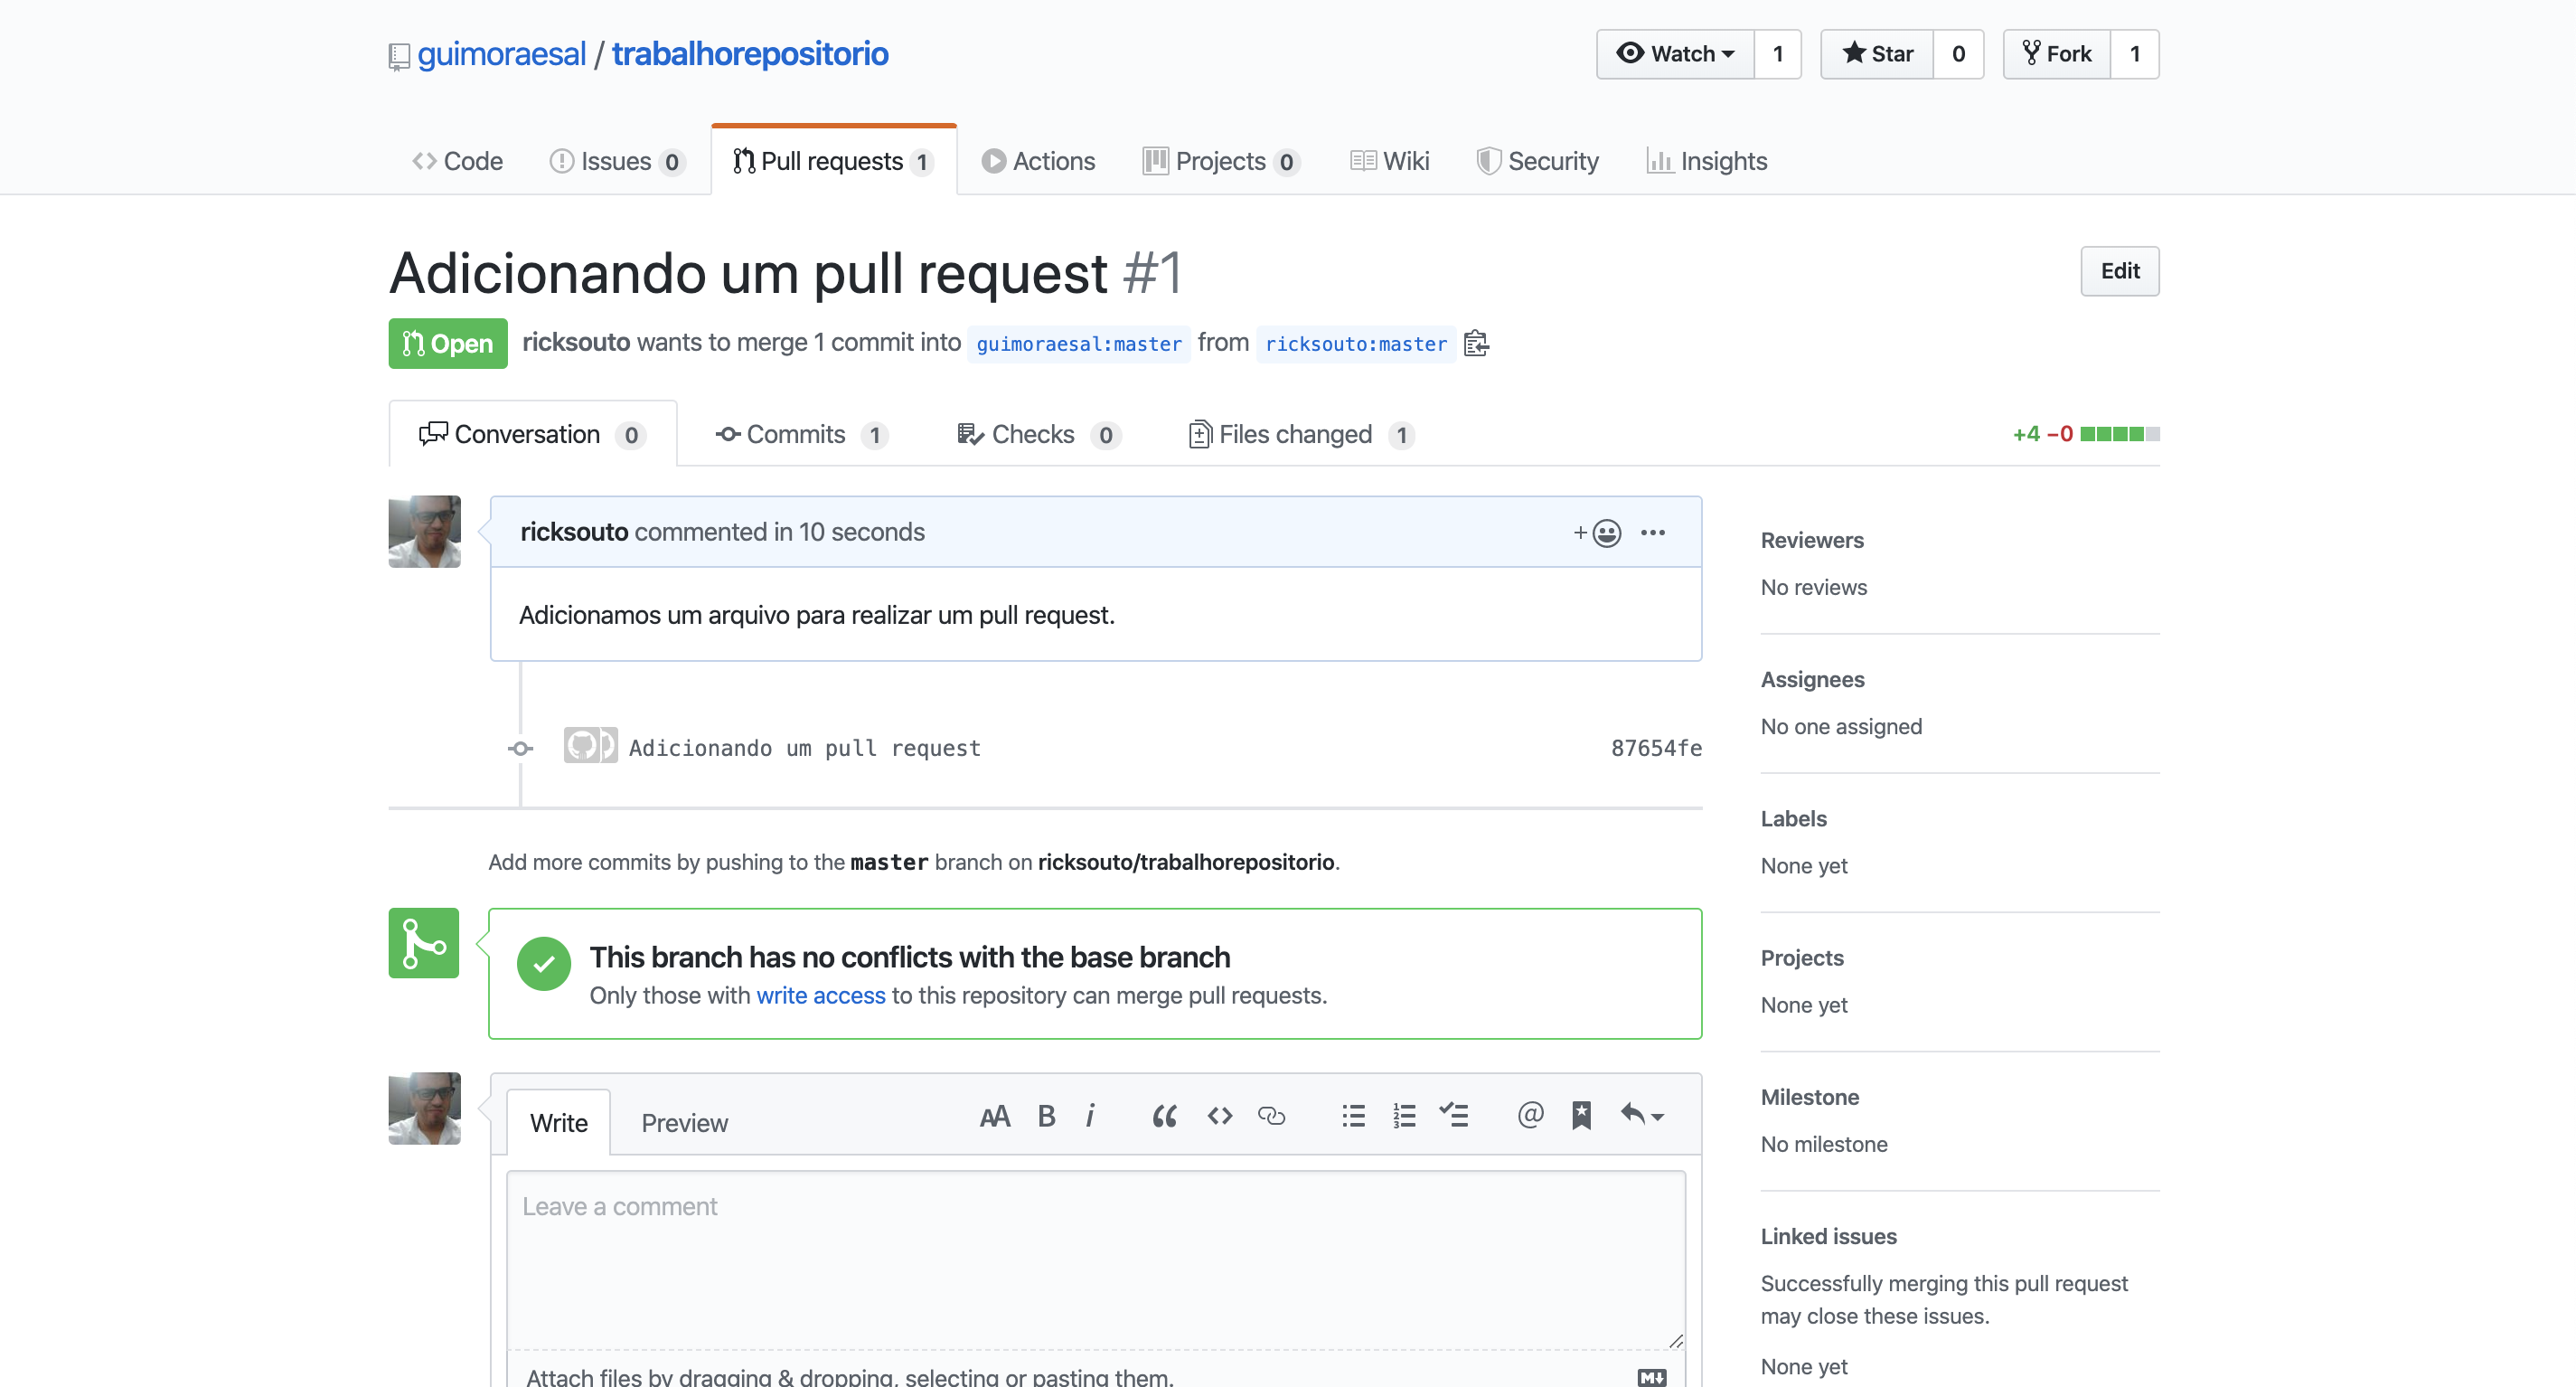 guimoraesal / trabalhorepositorio
Watch 1 Star 0 Fork 1
Code Issues 0 Pull requests 1 Actions Projects 0 Wiki Security Insights
Adicionando um pull request #1
Edit
Open ricksouto wants to merge 1 commit into guimoraesal:master from ricksouto:master
Conversation 0 Commits 1 Checks 0 Files changed 1
+4 −0
ricksouto commented in 10 seconds
Adicionamos um arquivo para realizar um pull request.
Adicionando um pull request 87654fe
Add more commits by pushing to the master branch on ricksouto/trabalhorepositorio.
This branch has no conflicts with the base branch
Only those with write access to this repository can merge pull requests.
Write Preview
Leave a comment
Attach files by dragging & dropping, selecting or pasting them.
Reviewers
No reviews
Assignees
No one assigned
Labels
None yet
Projects
None yet
Milestone
No milestone
Linked issues
Successfully merging this pull request
may close these issues.
None yet